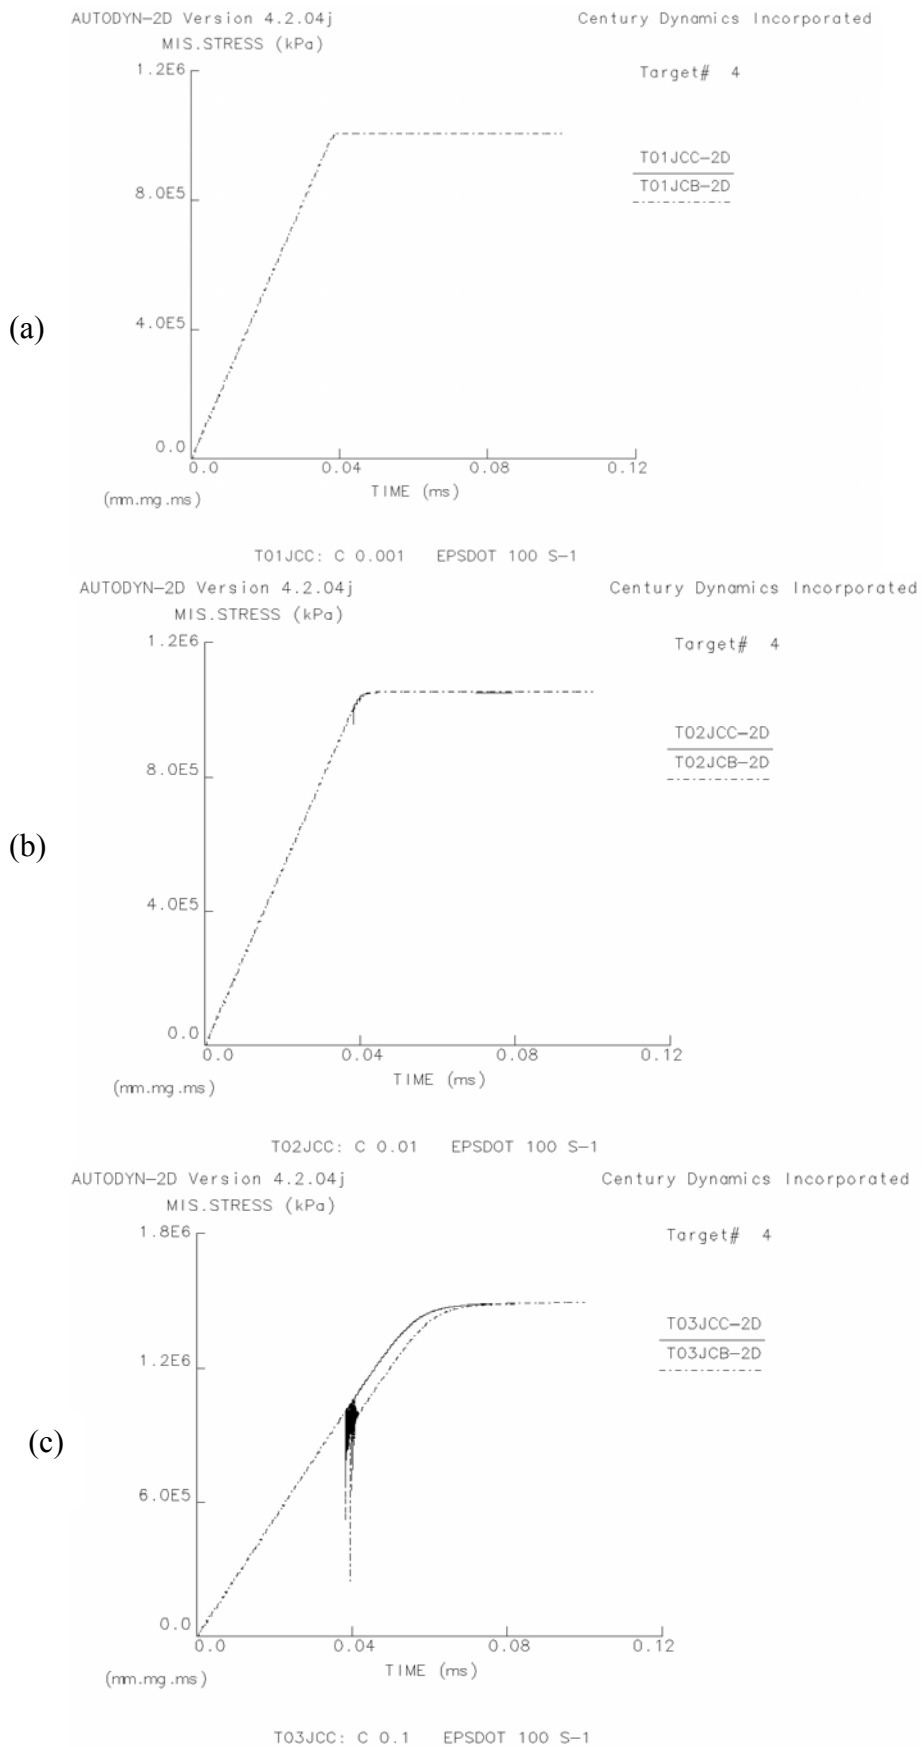 AUTODYN-2D Version 4.2.04j Century Dynamics Incorporated
MIS.STRESS (kPa)
1.2E6
Target# 4
T01JCC-2D
T01JCB-2D
8.0E5
(a)
4.0E5
0.0
0.0 0.04 0.08 0.12
TIME (ms)
(mm.mg.ms)
T01JCC: C 0.001 EPSDOT 100 S-1
AUTODYN-2D Version 4.2.04j Century Dynamics Incorporated
MIS.STRESS (kPa)
1.2E6
Target# 4
T02JCC-2D
T02JCB-2D
8.0E5
(b)
4.0E5
0.0
0.0 0.04 0.08 0.12
TIME (ms)
(mm.mg.ms)
T02JCC: C 0.01 EPSDOT 100 S-1
AUTODYN-2D Version 4.2.04j Century Dynamics Incorporated
MIS.STRESS (kPa)
1.8E6
Target# 4
T03JCC-2D
T03JCB-2D
1.2E6
(c)
6.0E5
0.0
0.0 0.04 0.08 0.12
TIME (ms)
(mm.mg.ms)
T03JCC: C 0.1 EPSDOT 100 S-1